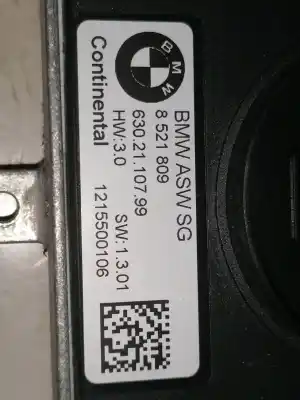 BMW
BMW ASW SG
8 521 809
630.21.107.99
HW:3.0 SW:1.3.01
Continental 1215500106